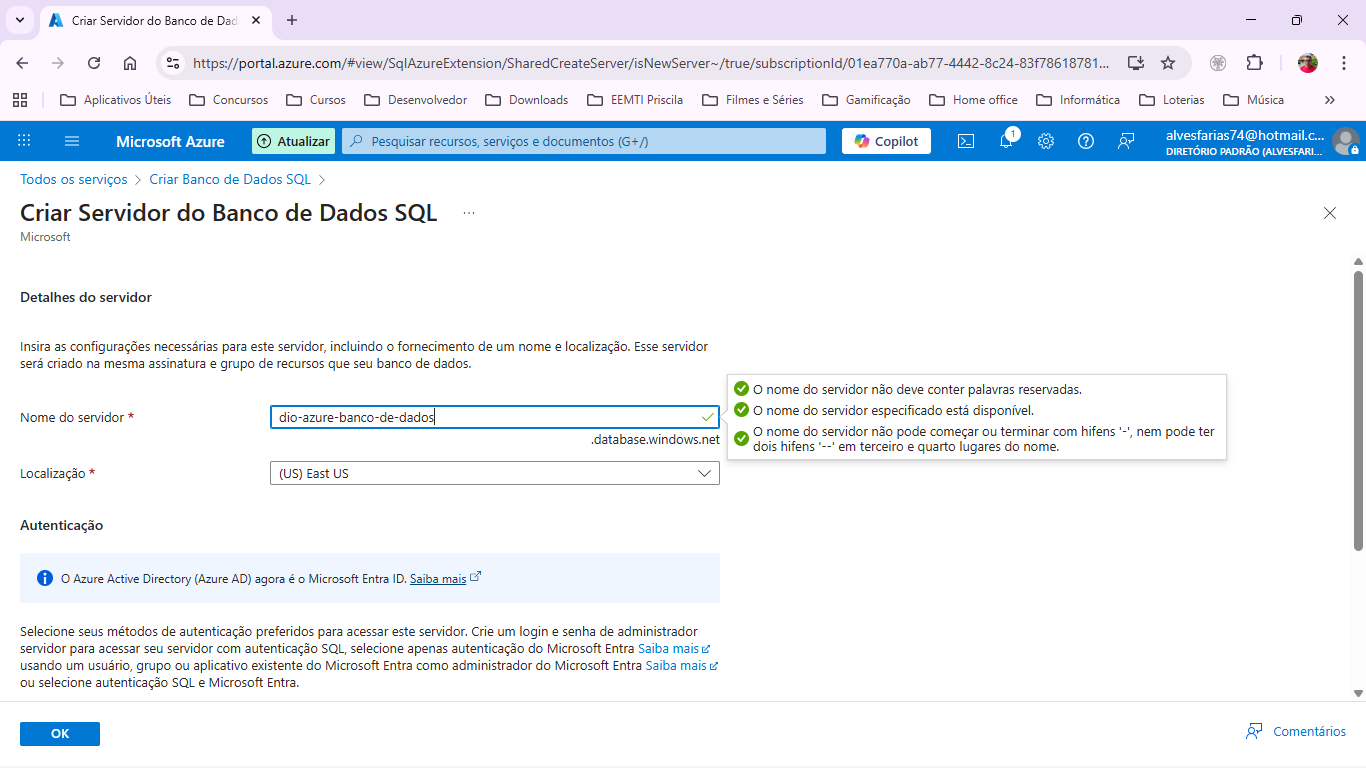 Criar Servidor do Banco de Dad
https://portal.azure.com/#view/SqlAzureExtension/SharedCreateServer/isNewServer~/true/subscriptionId/01ea770a-ab77-4442-8c24-83f78618781...
Aplicativos Úteis
Concursos
Cursos
Desenvolvedor
Downloads
EEMTI Priscila
Filmes e Séries
Gamificação
Home office
Informática
Loterias
Música
Microsoft Azure
Atualizar
Pesquisar recursos, serviços e documentos (G+/)
Copilot
1
alvesfarias74@hotmail.c...
DIRETÓRIO PADRÃO (ALVESFARI...
Todos os serviços > Criar Banco de Dados SQL >
Criar Servidor do Banco de Dados SQL ...
Microsoft
Detalhes do servidor
Insira as configurações necessárias para este servidor, incluindo o fornecimento de um nome e localização. Esse servidor
será criado na mesma assinatura e grupo de recursos que seu banco de dados.
Nome do servidor *
dio-azure-banco-de-dados
.database.windows.net
O nome do servidor não deve conter palavras reservadas.
O nome do servidor especificado está disponível.
O nome do servidor não pode começar ou terminar com hifens '-', nem pode ter
dois hifens '--' em terceiro e quarto lugares do nome.
Localização *
(US) East US
Autenticação
O Azure Active Directory (Azure AD) agora é o Microsoft Entra ID. Saiba mais
Selecione seus métodos de autenticação preferidos para acessar este servidor. Crie um login e senha de administrador
servidor para acessar seu servidor com autenticação SQL, selecione apenas autenticação do Microsoft Entra Saiba mais
usando um usuário, grupo ou aplicativo existente do Microsoft Entra como administrador do Microsoft Entra Saiba mais
ou selecione autenticação SQL e Microsoft Entra.
OK
Comentários